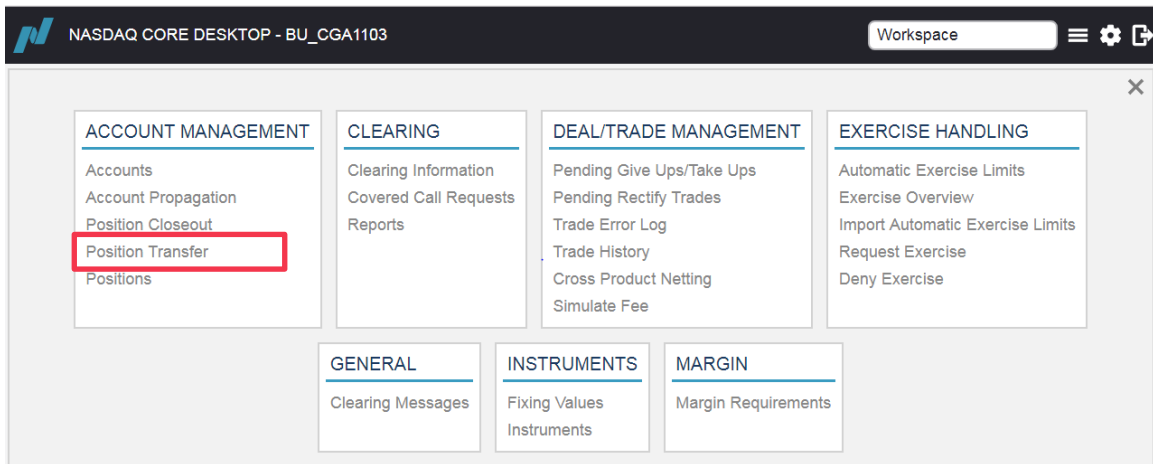 NASDAQ CORE DESKTOP - BU_CGA1103
Workspace
ACCOUNT MANAGEMENT
Accounts
Account Propagation
Position Closeout
Position Transfer
Positions
CLEARING
Clearing Information
Covered Call Requests
Reports
DEAL/TRADE MANAGEMENT
Pending Give Ups/Take Ups
Pending Rectify Trades
Trade Error Log
Trade History
Cross Product Netting
Simulate Fee
EXERCISE HANDLING
Automatic Exercise Limits
Exercise Overview
Import Automatic Exercise Limits
Request Exercise
Deny Exercise
GENERAL
Clearing Messages
INSTRUMENTS
Fixing Values
Instruments
MARGIN
Margin Requirements